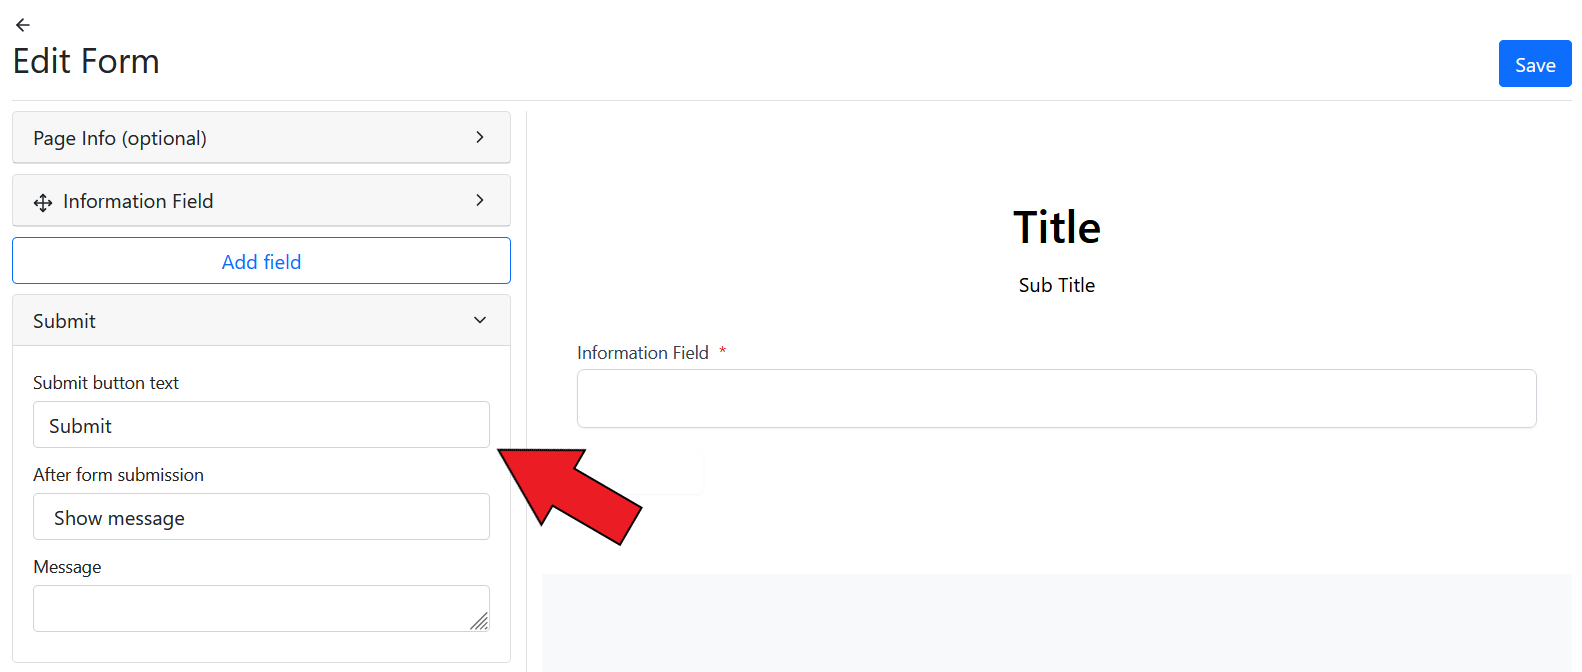 Edit Form
Save
Page Info (optional)
Information Field
Add field
Submit
Submit button text
Submit
After form submission
Show message
Message
Title
Sub Title
Information Field *